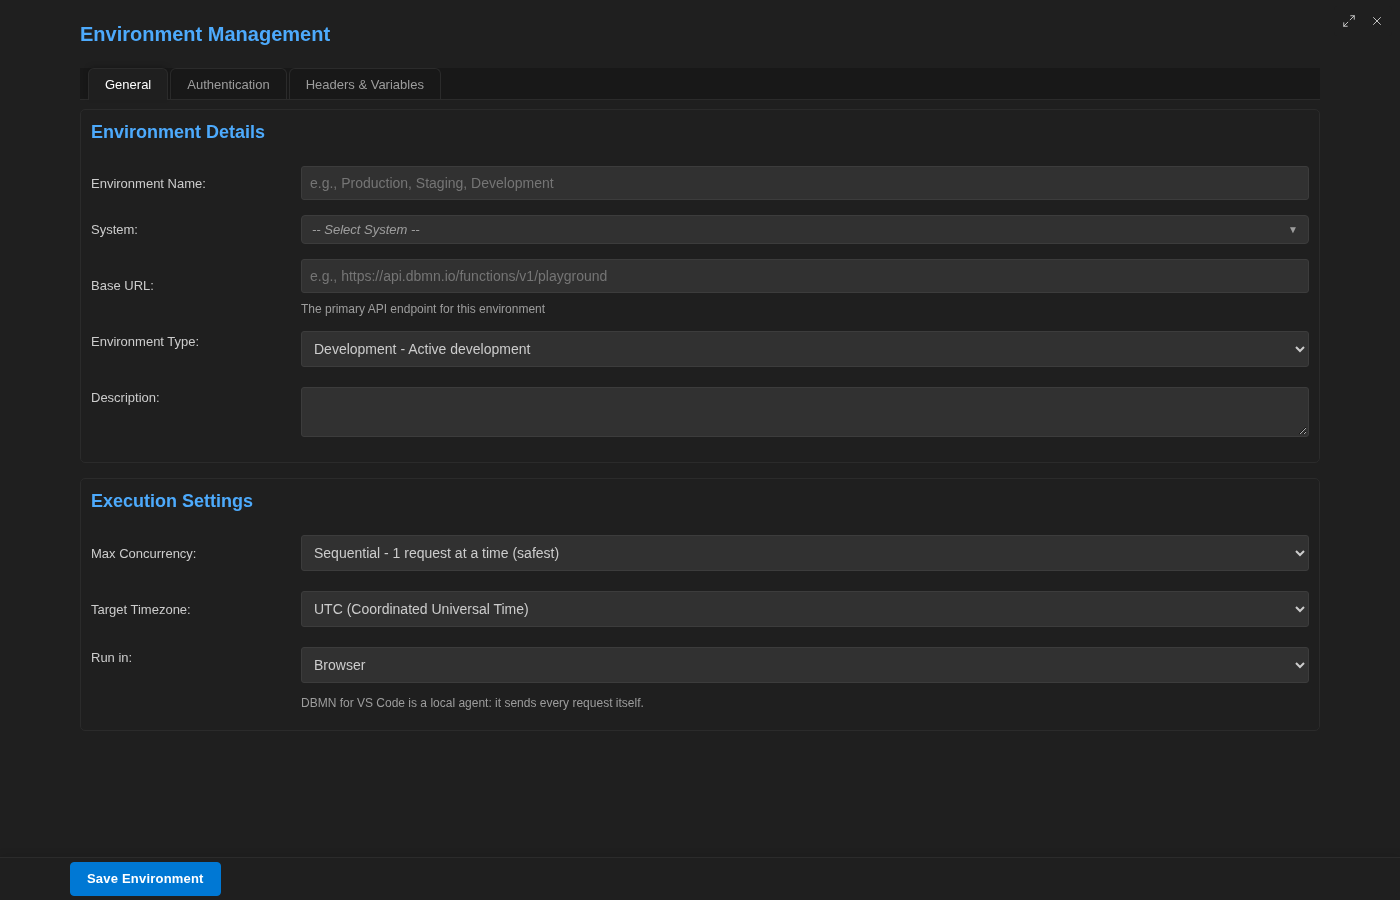 Environment Management
General
Authentication
Headers & Variables
Environment Details
Environment Name:
e.g., Production, Staging, Development
System:
-- Select System --
Base URL:
e.g., https://api.dbmn.io/functions/v1/playground
The primary API endpoint for this environment
Environment Type:
Development - Active development
Description:
Execution Settings
Max Concurrency:
Sequential - 1 request at a time (safest)
Target Timezone:
UTC (Coordinated Universal Time)
Run in:
Browser
DBMN for VS Code is a local agent: it sends every request itself.
Save Environment